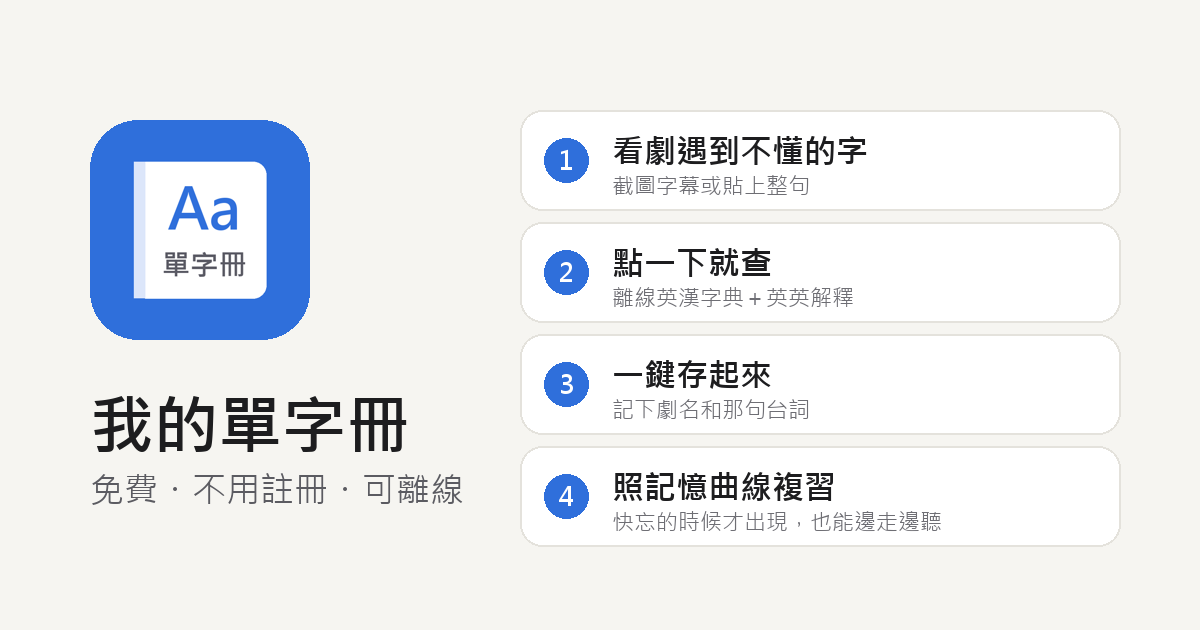 Aa
單字冊
我的單字冊
免費 · 不用註冊 · 可離線
1
看劇遇到不懂的字
截圖字幕或貼上整句
2
點一下就查
離線英漢字典 + 英英解釋
3
一鍵存起來
記下劇名和那句台詞
4
照記憶曲線複習
快忘的時候才出現，也能邊走邊聽